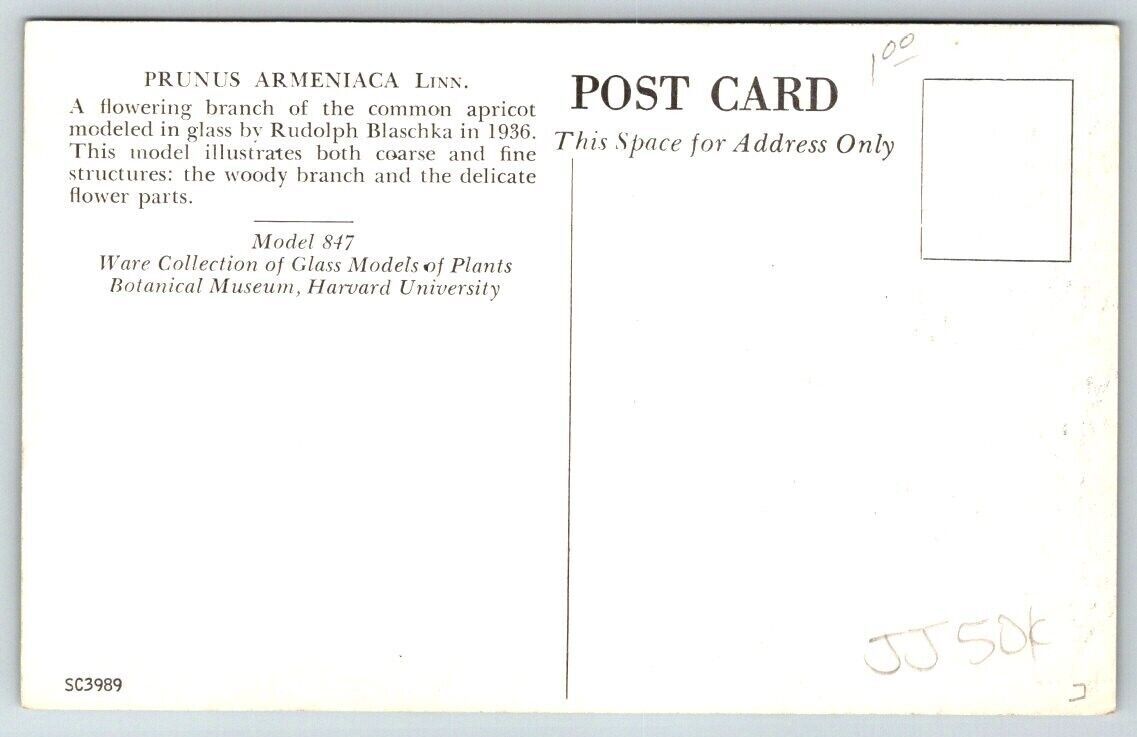 PRUNUS ARMENIACA LINN.
A flowering branch of the common apricot
modeled in glass by Rudolph Blaschka in 1936.
This model illustrates both coarse and fine
structures: the woody branch and the delicate
flower parts.
Model 847
Ware Collection of Glass Models of Plants
Botanical Museum, Harvard University
SC3989
POST CARD
This Space for Address Only
1.00
JJ50K